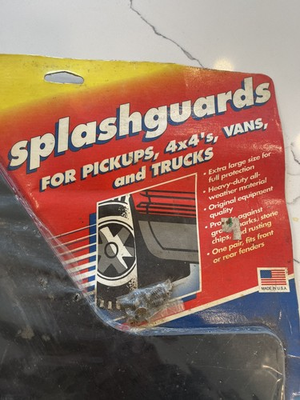 splashguards
FOR PICKUPS, 4x4's, VANS,
and TRUCKS
• Extra large size for
full protection
• Heavy-duty all-
weather material
• Original equipment
quality
against
stone
chips, and rusting
• One pair, fits front
or rear fenders
MADE IN U.S.A.